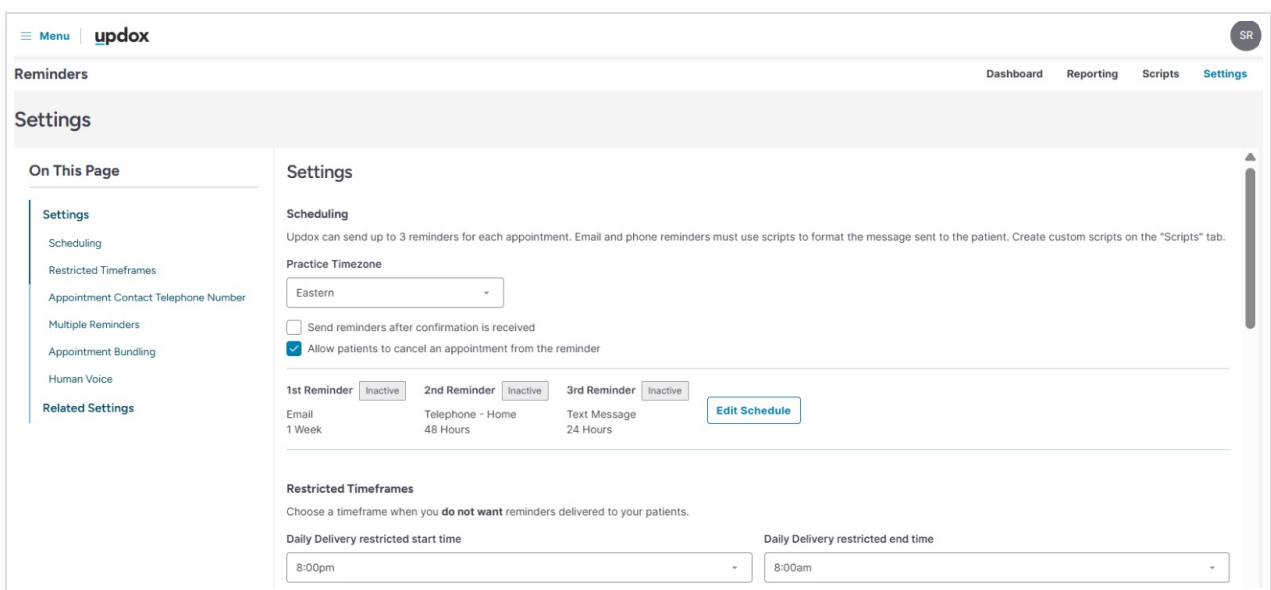 Menu
updox
SR
Reminders
Dashboard Reporting Scripts Settings
Settings
On This Page
Settings
Scheduling
Restricted Timeframes
Appointment Contact Telephone Number
Multiple Reminders
Appointment Bundling
Human Voice
Related Settings
Settings
Scheduling
Updox can send up to 3 reminders for each appointment. Email and phone reminders must use scripts to format the message sent to the patient. Create custom scripts on the "Scripts" tab.
Practice Timezone
Eastern
Send reminders after confirmation is received
Allow patients to cancel an appointment from the reminder
1st Reminder Inactive 2nd Reminder Inactive 3rd Reminder Inactive
Email Telephone - Home Text Message
1 Week 48 Hours 24 Hours
Edit Schedule
Restricted Timeframes
Choose a timeframe when you do not want reminders delivered to your patients.
Daily Delivery restricted start time Daily Delivery restricted end time
8:00pm 8:00am